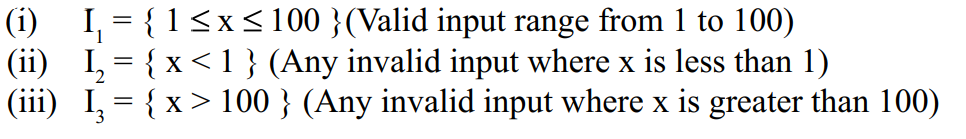 (i) I₁ = { 1 ≤ x ≤ 100 }(Valid input range from 1 to 100)
(ii) I₂ = { x < 1 } (Any invalid input where x is less than 1)
(iii) I₃ = { x > 100 } (Any invalid input where x is greater than 100)